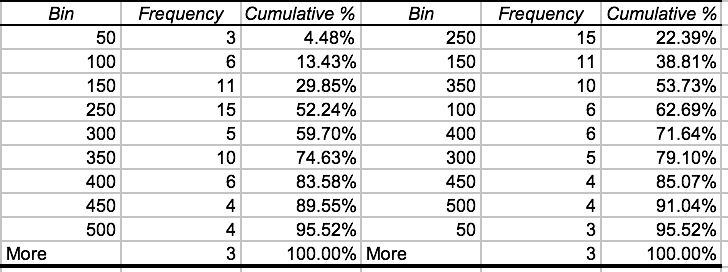 Bin Frequency Cumulative % Bin Frequency Cumulative %
50 3 4.48% 250 15 22.39%
100 6 13.43% 150 11 38.81%
150 11 29.85% 350 10 53.73%
250 15 52.24% 100 6 62.69%
300 5 59.70% 400 6 71.64%
350 10 74.63% 300 5 79.10%
400 6 83.58% 450 4 85.07%
450 4 89.55% 500 4 91.04%
500 4 95.52% 50 3 95.52%
More 3 100.00% More 3 100.00%